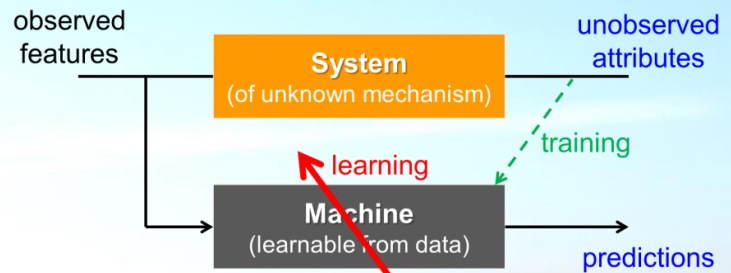 observed
features
System
(of unknown mechanism)
unobserved
attributes
learning
training
Machine
(learnable from data)
predictions